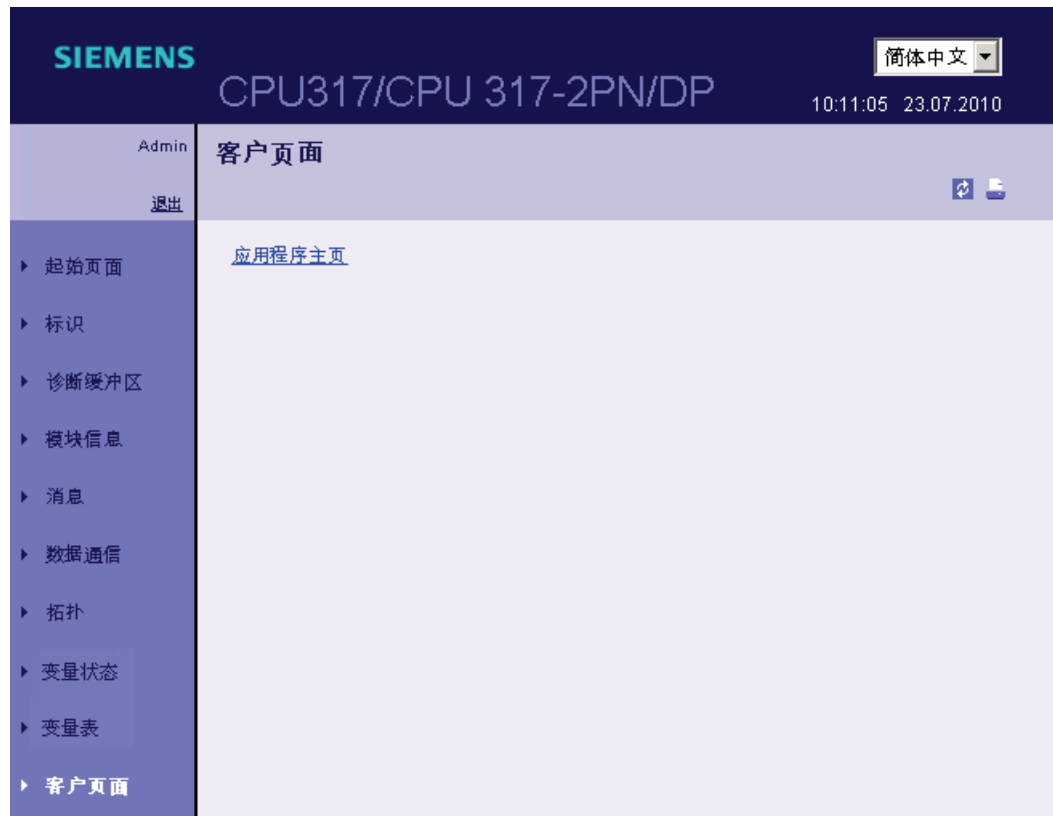 SIEMENS
CPU317/CPU 317-2PN/DP
简体中文
10:11:05 23.07.2010
Admin
退出
客户页面
应用程序主页
起始页面
标识
诊断缓冲区
模块信息
消息
数据通信
拓扑
变量状态
变量表
客户页面